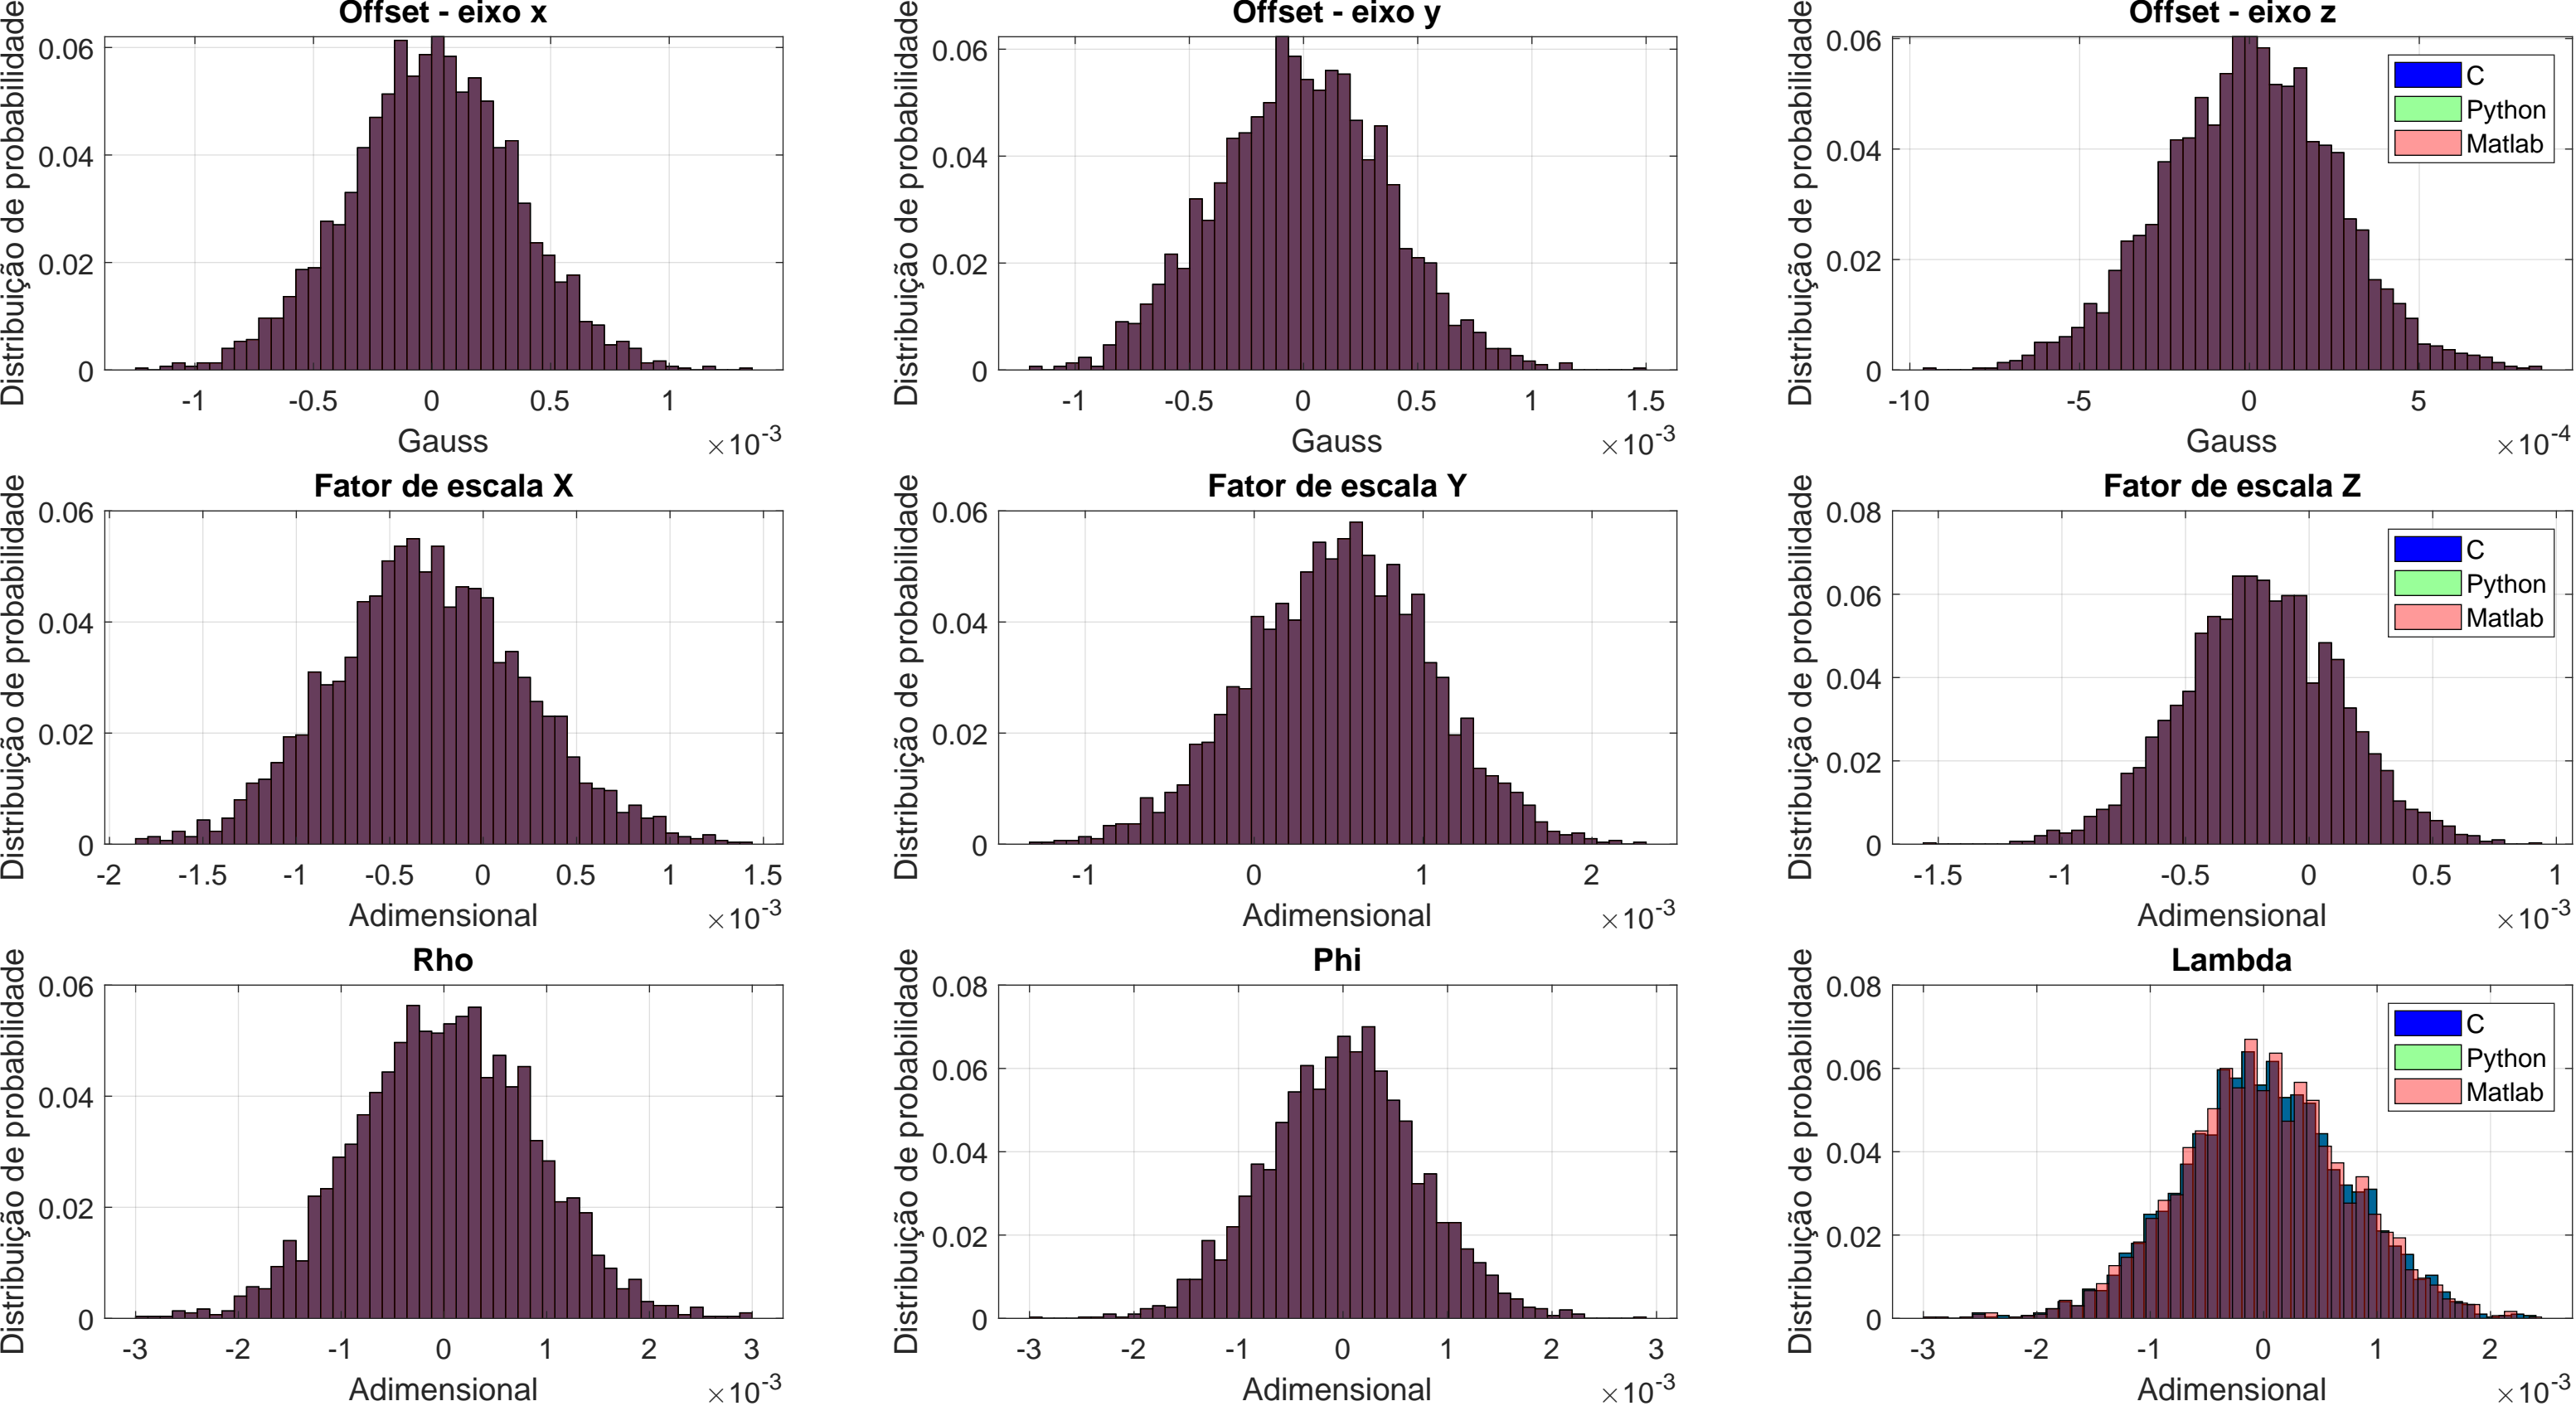 Offset - eixo x
Distribuição de probabilidade
0.06
0.04
0.02
0
-1 -0.5 0 0.5 1
Gauss
×10-3
Offset - eixo y
Distribuição de probabilidade
0.06
0.04
0.02
0
-1 -0.5 0 0.5 1 1.5
Gauss
×10-3
Offset - eixo z
Distribuição de probabilidade
0.06
0.04
0.02
0
C
Python
Matlab
-10 -5 0 5
Gauss
×10-4
Fator de escala X
Distribuição de probabilidade
0.06
0.04
0.02
0
-2 -1.5 -1 -0.5 0 0.5 1 1.5
Adimensional
×10-3
Fator de escala Y
Distribuição de probabilidade
0.06
0.04
0.02
0
-1 0 1 2
Adimensional
×10-3
Fator de escala Z
Distribuição de probabilidade
0.08
0.06
0.04
0.02
0
C
Python
Matlab
-1.5 -1 -0.5 0 0.5 1
Adimensional
×10-3
Rho
Distribuição de probabilidade
0.06
0.04
0.02
0
-3 -2 -1 0 1 2 3
Adimensional
×10-3
Phi
Distribuição de probabilidade
0.08
0.06
0.04
0.02
0
-3 -2 -1 0 1 2 3
Adimensional
×10-3
Lambda
Distribuição de probabilidade
0.08
0.06
0.04
0.02
0
C
Python
Matlab
-3 -2 -1 0 1 2
Adimensional
×10-3